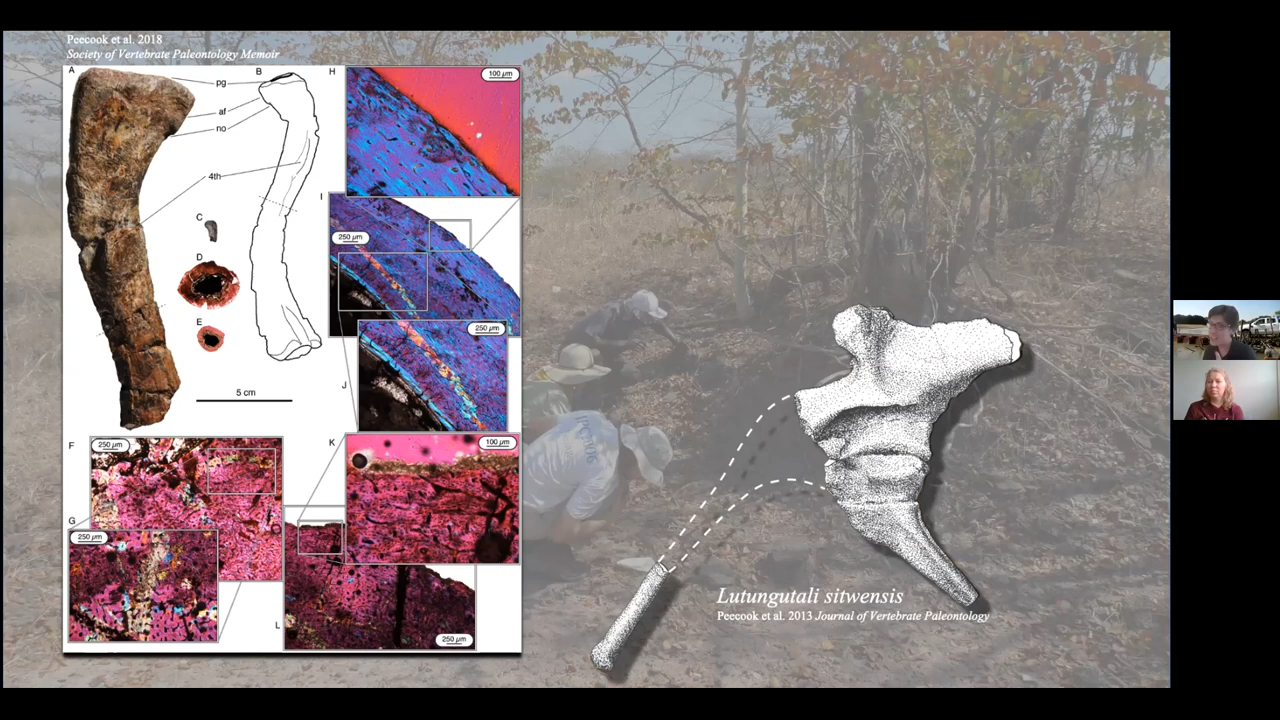 Peecook et al. 2018
Society of Vertebrate Paleontology Memoir
A
B
H
100 µm
pg
af
no
4th
C
I
250 µm
D
E
250 µm
5 cm
J
F
250 µm
K
100 µm
G
250 µm
L
250 µm
Lutungutali sitwensis
Peecook et al. 2013 Journal of Vertebrate Paleontology